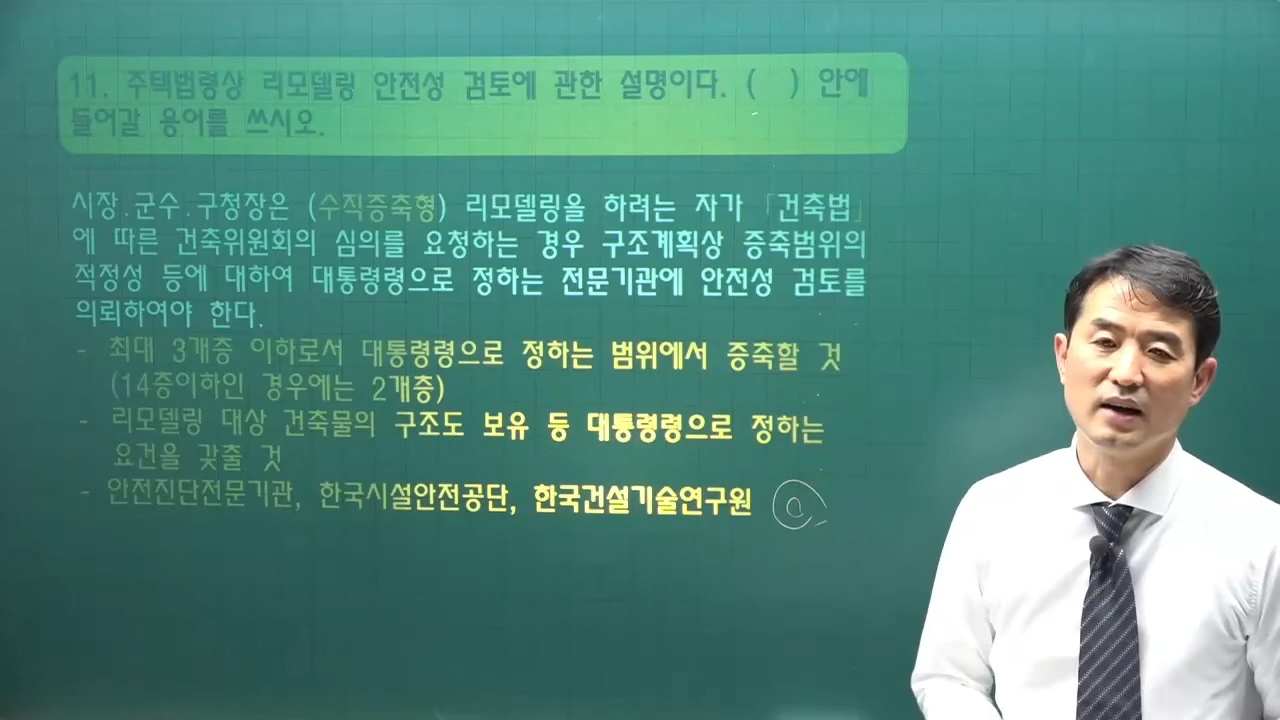 11. 주택법령상 리모델링 안전성 검토에 관한 설명이다. ( ) 안에
들어갈 용어를 쓰시오.
시장.군수.구청장은 (수직증축형) 리모델링을 하려는 자가 「건축법」
에 따른 건축위원회의 심의를 요청하는 경우 구조계획상 증축범위의
적정성 등에 대하여 대통령령으로 정하는 전문기관에 안전성 검토를
의뢰하여야 한다.
- 최대 3개층 이하로서 대통령령으로 정하는 범위에서 증축할 것
(14층이하인 경우에는 2개층)
- 리모델링 대상 건축물의 구조도 보유 등 대통령령으로 정하는
요건을 갖출 것
- 안전진단전문기관, 한국시설안전공단, 한국건설기술연구원